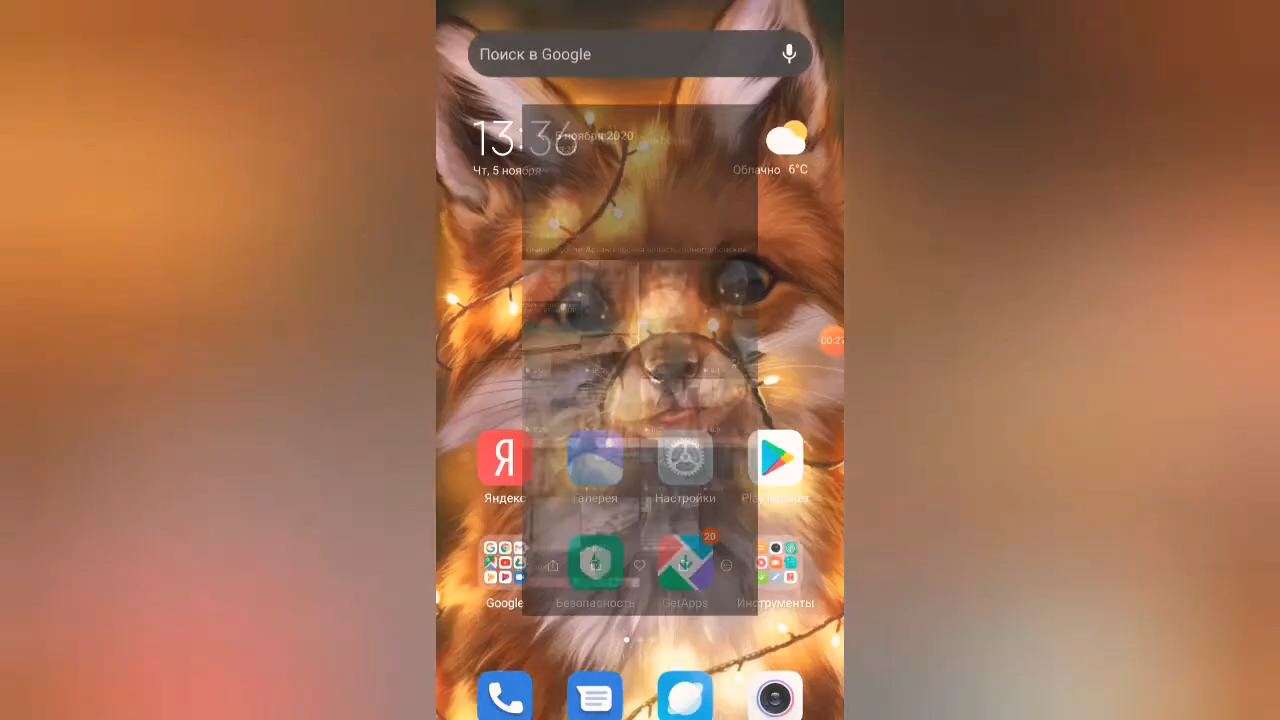 Поиск в Google
13:36
5 ноября 2020
Чт, 5 ноября
Облачно 6°C
00:27
Я
Яндекс
Галерея
Настройки
Play Маркет
20
Google
Безопасность
GetApps
Инструменты